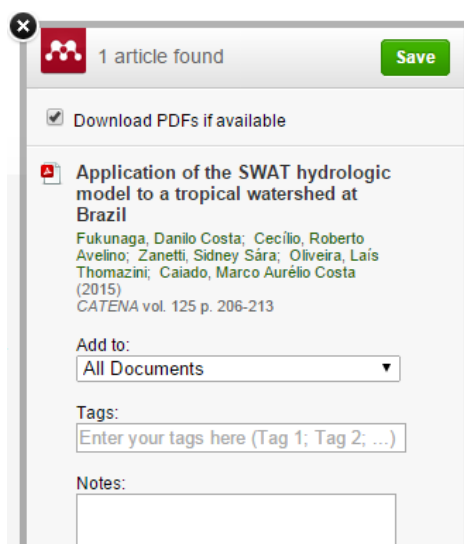 1 article found
Save
Download PDFs if available
Application of the SWAT hydrologic
model to a tropical watershed at
Brazil
Fukunaga, Danilo Costa; Cecílio, Roberto
Avelino; Zanetti, Sidney Sára; Oliveira, Laís
Thomazini; Caiado, Marco Aurélio Costa
(2015)
CATENA vol. 125 p. 206-213
Add to:
All Documents
Tags:
Enter your tags here (Tag 1; Tag 2; ...)
Notes: